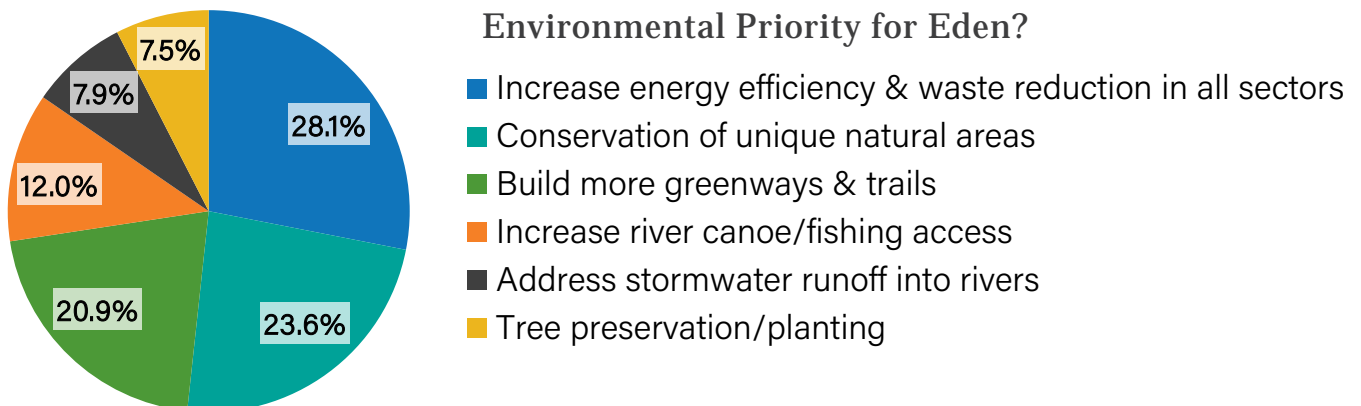 Environmental Priority for Eden?
7.5%
7.9%
28.1%
12.0%
20.9%
23.6%
Increase energy efficiency & waste reduction in all sectors
Conservation of unique natural areas
Build more greenways & trails
Increase river canoe/fishing access
Address stormwater runoff into rivers
Tree preservation/planting